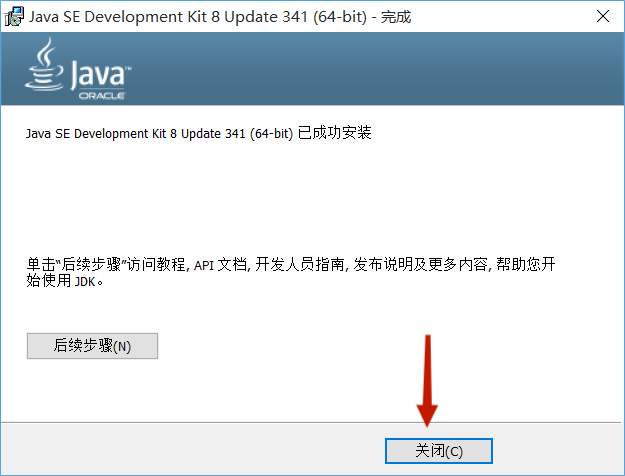 Java SE Development Kit 8 Update 341 (64-bit) - 完成
Java™
ORACLE
Java SE Development Kit 8 Update 341 (64-bit) 已成功安装
单击“后续步骤”访问教程, API 文档, 开发人员指南, 发布说明及更多内容, 帮助您开
始使用 JDK。
后续步骤(N)
关闭(C)